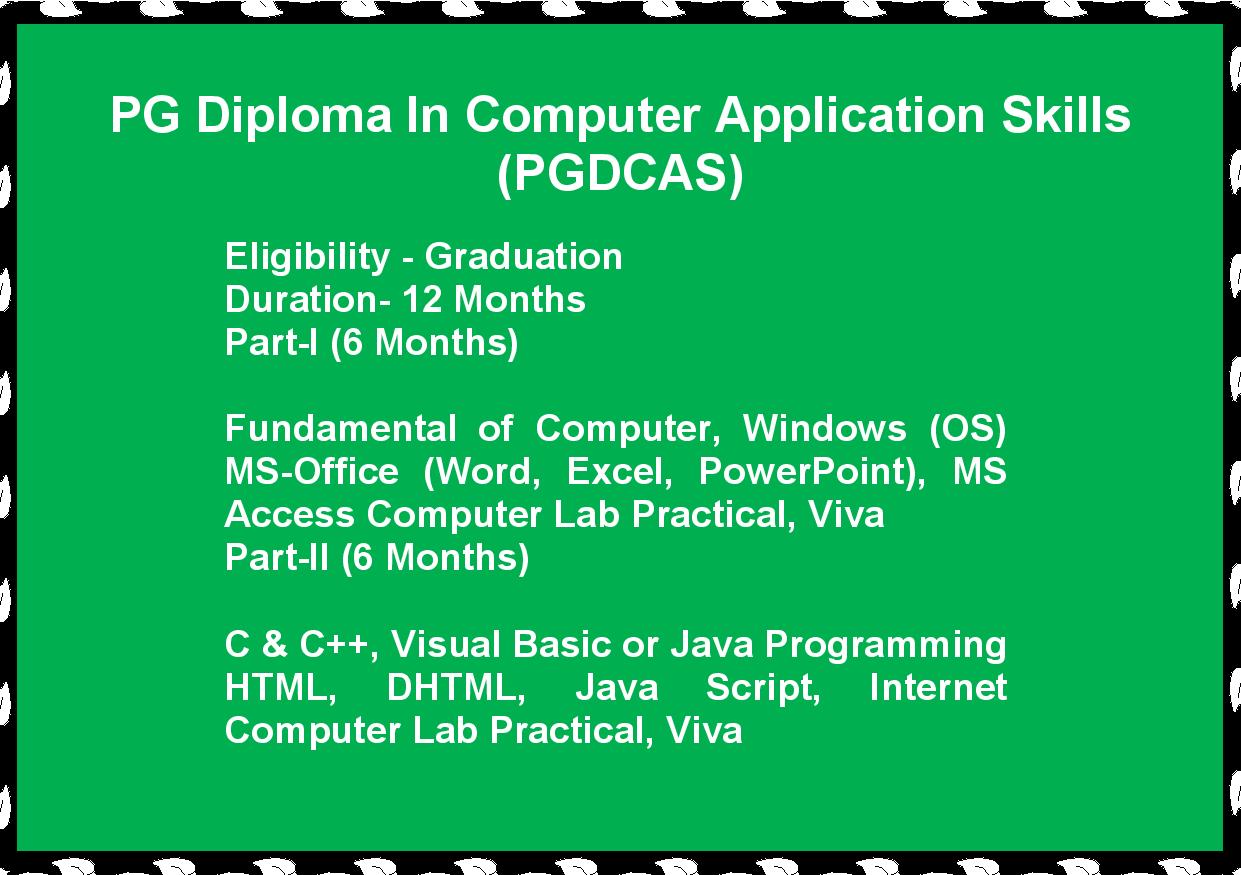 PG Diploma In Computer Application Skills
(PGDCAS)
Eligibility - Graduation
Duration- 12 Months
Part-I (6 Months)
Fundamental of Computer, Windows (OS)
MS-Office (Word, Excel, PowerPoint), MS
Access Computer Lab Practical, Viva
Part-II (6 Months)
C & C++, Visual Basic or Java Programming
HTML, DHTML, Java Script, Internet
Computer Lab Practical, Viva